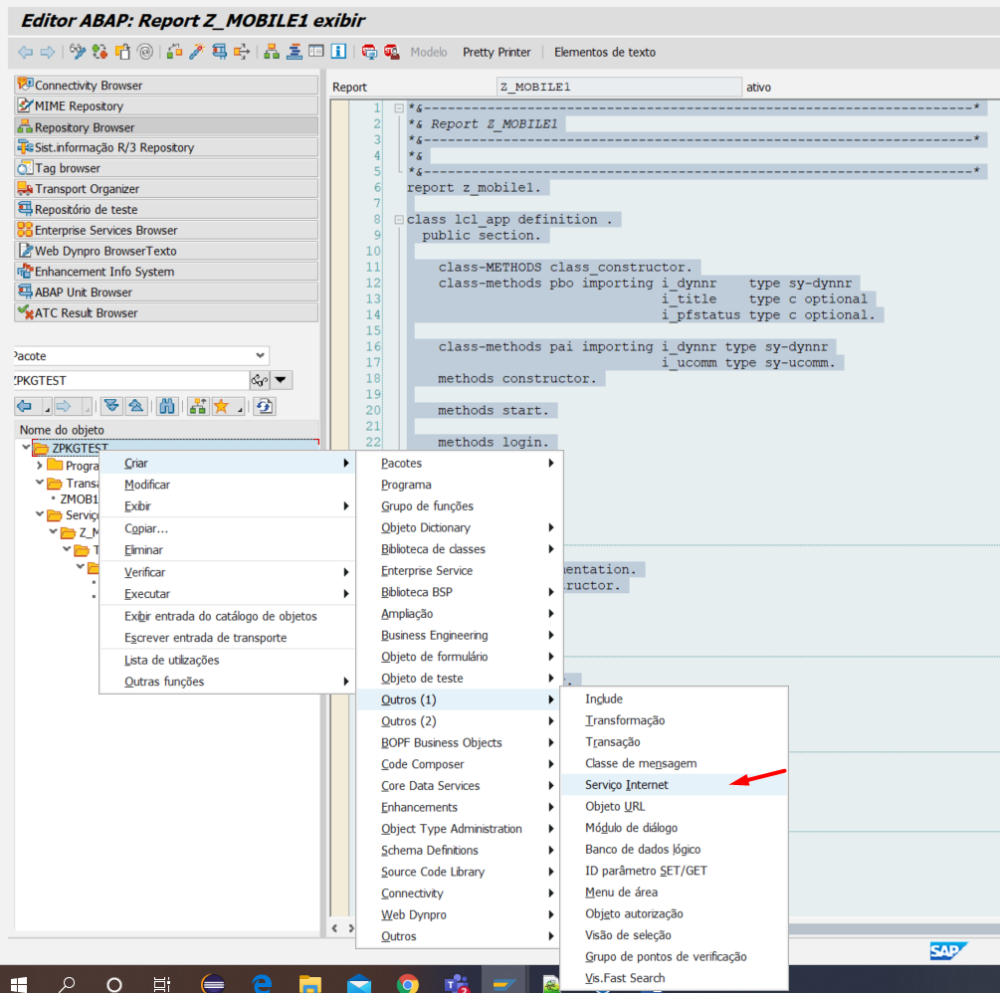 Editor ABAP: Report Z_MOBILE1 exibir
Modelo Pretty Printer Elementos de texto
Connectivity Browser
MIME Repository
Repository Browser
Sist.informação R/3 Repository
Tag browser
Transport Organizer
Repositório de teste
Enterprise Services Browser
Web Dynpro BrowserTexto
Enhancement Info System
ABAP Unit Browser
ATC Result Browser
Pacote
ZPKGTEST
Nome do objeto
ZPKGTEST
Progra
Transa
ZMOB1
Serviç
Z_M
T
Report Z_MOBILE1 ativo
1 *&---------------------------------------------------------------------*
2 *& Report Z_MOBILE1
3 *&---------------------------------------------------------------------*
4 *&
5 *&---------------------------------------------------------------------*
6 report z_mobile1.
7
8 class lcl_app definition .
9 public section.
10
11 class-METHODS class_constructor.
12 class-methods pbo importing i_dynnr type sy-dynnr
13 i_title type c optional
14 i_pfstatus type c optional.
15
16 class-methods pai importing i_dynnr type sy-dynnr
17 i_ucomm type sy-ucomm.
18 methods constructor.
19
20 methods start.
21
22 methods login.
entation.
ructor.
Criar
Modificar
Exibir
Copiar...
Eliminar
Verificar
Executar
Exibir entrada do catálogo de objetos
Escrever entrada de transporte
Lista de utilizações
Outras funções
Pacotes
Programa
Grupo de funções
Objeto Dictionary
Biblioteca de classes
Enterprise Service
Biblioteca BSP
Ampliação
Business Engineering
Objeto de formulário
Objeto de teste
Outros (1)
Outros (2)
BOPF Business Objects
Code Composer
Core Data Services
Enhancements
Object Type Administration
Schema Definitions
Source Code Library
Connectivity
Web Dynpro
Outros
Include
Transformação
Transação
Classe de mensagem
Serviço Internet
Objeto URL
Módulo de diálogo
Banco de dados lógico
ID parâmetro SET/GET
Menu de área
Objeto autorização
Visão de seleção
Grupo de pontos de verificação
Vis.Fast Search
SAP